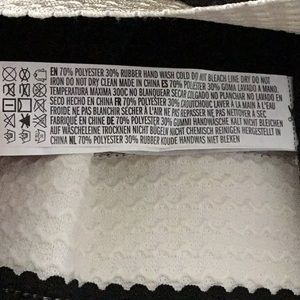 EN 70% POLYESTER 30% RUBBER HAND WASH COLD DO NOT BLEACH LINE DRY DO NOT
IRON DO NOT DRY CLEAN MADE IN CHINA ES 70% POLIESTER 30% GOMA LAVADO A MANO.
TEMPERATURA MAXIMA 300C NO BLANQUEAR SECAR COLGADO NO PLANCHAR NO LAVADO EN
SECO HECHO EN CHINA FR 70% POLYESTER 30% CAOUTCHOUC LAVER À LA MAIN À L'EAU
FROIDE NE PAS BLANCHIR SÉCHER À L'AIR NE PAS REPASSER NE PAS NETTOYER À SEC
FABRIQUÉ EN CHINE DE 70% POLYESTER 30% GUMMI HANDWÄSCHE KALT NICHT BLEICHEN
AUF WÄSCHELEINE TROCKNEN NICHT BÜGELN NICHT CHEMISCH REINIGEN HERGESTELLT IN
CHINA NL 70% POLYESTER 30% RUBBER KOUDE HANDWAS NIET BLEKEN